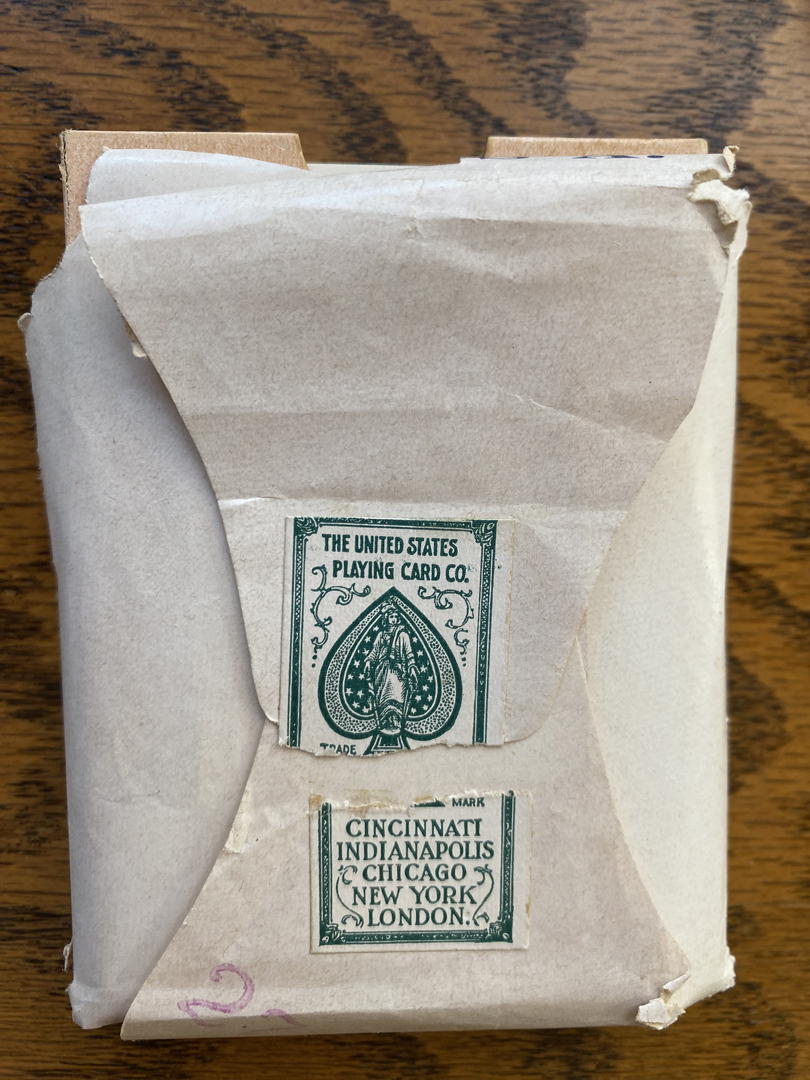 THE UNITED STATES
PLAYING CARD CO.
TRADE
MARK
CINCINNATI
INDIANAPOLIS
CHICAGO
NEW YORK
LONDON.